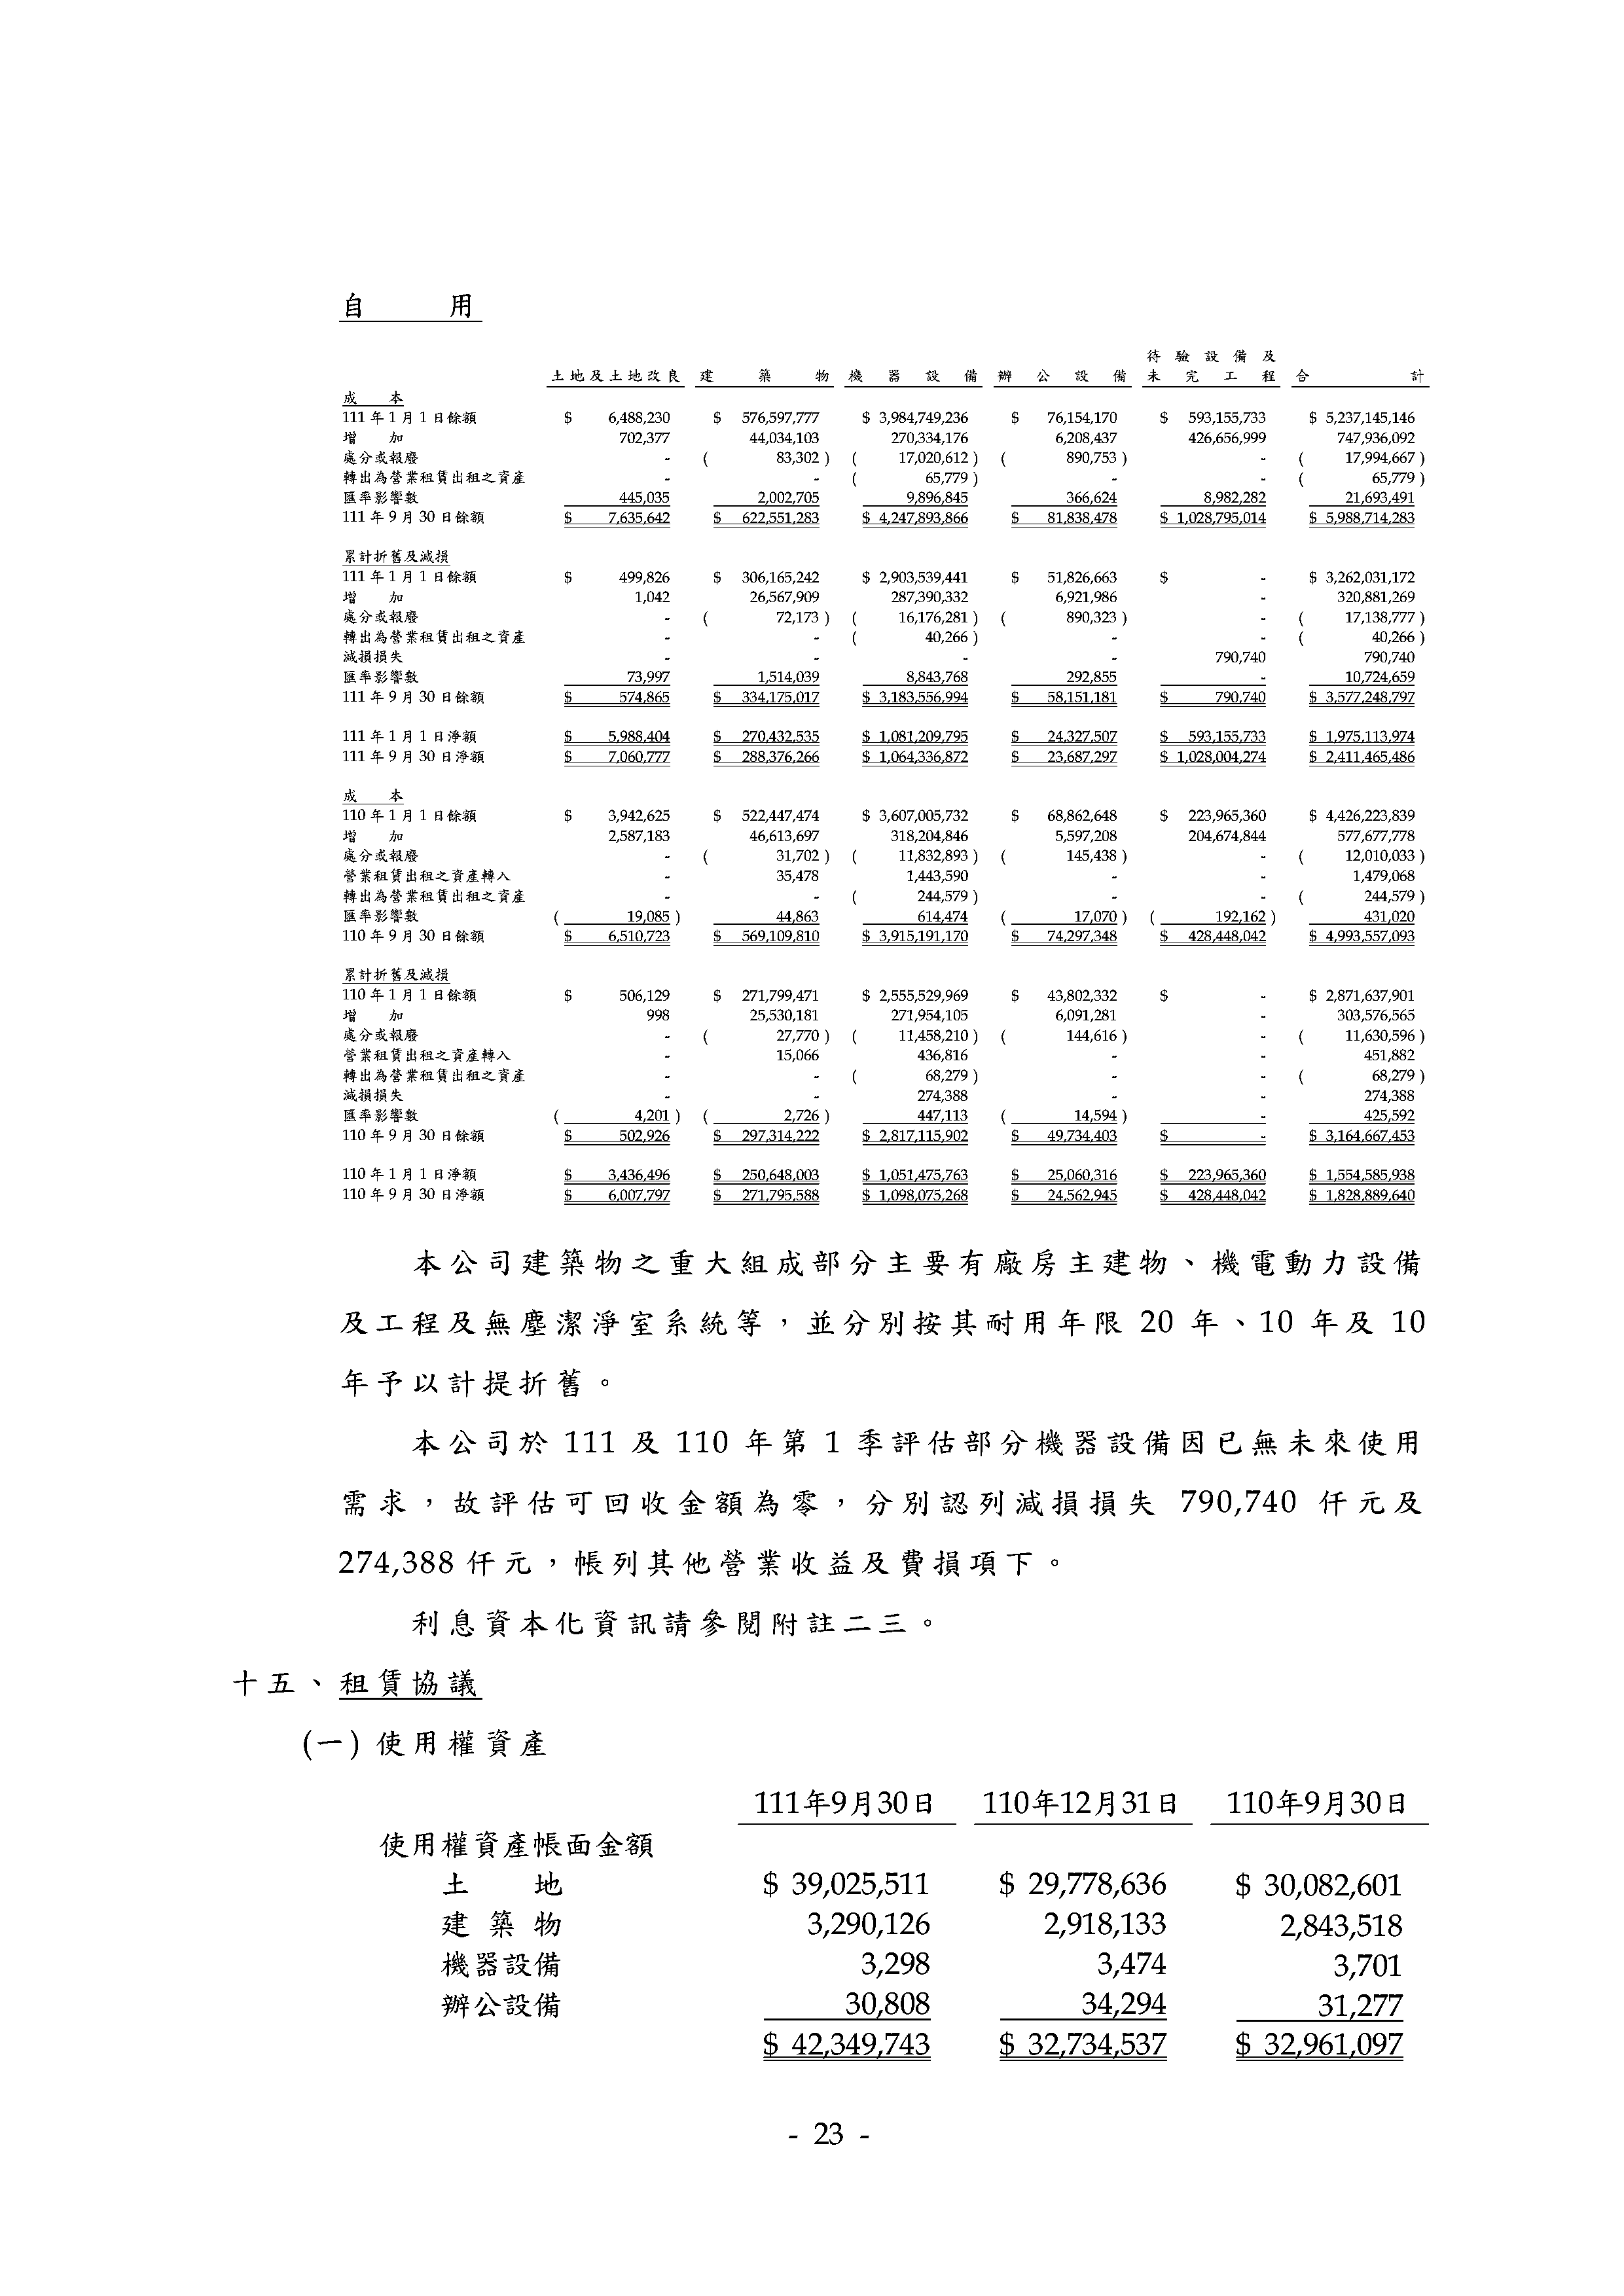 自用
土地及土地改良 建築物 機器設備 辦公設備 待驗設備及未完工程 合計
成本
111年1月1日餘額 $ 6,488,230 $ 576,597,777 $ 3,984,749,236 $ 76,154,170 $ 593,155,733 $ 5,237,145,146
增加 702,377 44,034,103 270,334,176 6,208,437 426,656,999 747,936,092
處分或報廢 - ( 83,302 ) ( 17,020,612 ) ( 890,753 ) - ( 17,994,667 )
轉出為營業租賃出租之資產 - - ( 65,779 ) - - ( 65,779 )
匯率影響數 445,035 2,002,705 9,896,845 366,624 8,982,282 21,693,491
111年9月30日餘額 $ 7,635,642 $ 622,551,283 $ 4,247,893,866 $ 81,838,478 $ 1,028,795,014 $ 5,988,714,283
累計折舊及減損
111年1月1日餘額 $ 499,826 $ 306,165,242 $ 2,903,539,441 $ 51,826,663 $ - $ 3,262,031,172
增加 1,042 26,567,909 287,390,332 6,921,986 - 320,881,269
處分或報廢 - ( 72,173 ) ( 16,176,281 ) ( 890,323 ) - ( 17,138,777 )
轉出為營業租賃出租之資產 - - ( 40,266 ) - - ( 40,266 )
減損損失 - - - - 790,740 790,740
匯率影響數 73,997 1,514,039 8,843,768 292,855 - 10,724,659
111年9月30日餘額 $ 574,865 $ 334,175,017 $ 3,183,556,994 $ 58,151,181 $ 790,740 $ 3,577,248,797
111年1月1日淨額 $ 5,988,404 $ 270,432,535 $ 1,081,209,795 $ 24,327,507 $ 593,155,733 $ 1,975,113,974
111年9月30日淨額 $ 7,060,777 $ 288,376,266 $ 1,064,336,872 $ 23,687,297 $ 1,028,004,274 $ 2,411,465,486
成本
110年1月1日餘額 $ 3,942,625 $ 522,447,474 $ 3,607,005,732 $ 68,862,648 $ 223,965,360 $ 4,426,223,839
增加 2,587,183 46,613,697 318,204,846 5,597,208 204,674,844 577,677,778
處分或報廢 - ( 31,702 ) ( 11,832,893 ) ( 145,438 ) - ( 12,010,033 )
營業租賃出租之資產轉入 - 35,478 1,443,590 - - 1,479,068
轉出為營業租賃出租之資產 - - ( 244,579 ) - - ( 244,579 )
匯率影響數 ( 19,085 ) 44,863 614,474 ( 17,070 ) ( 192,162 ) 431,020
110年9月30日餘額 $ 6,510,723 $ 569,109,810 $ 3,915,191,170 $ 74,297,348 $ 428,448,042 $ 4,993,557,093
累計折舊及減損
110年1月1日餘額 $ 506,129 $ 271,799,471 $ 2,555,529,969 $ 43,802,332 $ - $ 2,871,637,901
增加 998 25,530,181 271,954,105 6,091,281 - 303,576,565
處分或報廢 - ( 27,770 ) ( 11,458,210 ) ( 144,616 ) - ( 11,630,596 )
營業租賃出租之資產轉入 - 15,066 436,816 - - 451,882
轉出為營業租賃出租之資產 - - ( 68,279 ) - - ( 68,279 )
減損損失 - - 274,388 - - 274,388
匯率影響數 ( 4,201 ) ( 2,726 ) 447,113 ( 14,594 ) - 425,592
110年9月30日餘額 $ 502,926 $ 297,314,222 $ 2,817,115,902 $ 49,734,403 $ - $ 3,164,667,453
110年1月1日淨額 $ 3,436,496 $ 250,648,003 $ 1,051,475,763 $ 25,060,316 $ 223,965,360 $ 1,554,585,938
110年9月30日淨額 $ 6,007,797 $ 271,795,588 $ 1,098,075,268 $ 24,562,945 $ 428,448,042 $ 1,828,889,640
本公司建築物之重大組成部分主要有廠房主建物、機電動力設備
及工程及無塵潔淨室系統等,並分別按其耐用年限 20 年、10 年及 10
年予以計提折舊。
本公司於 111 及 110 年第 1 季評估部分機器設備因已無未來使用
需求,故評估可回收金額為零,分別認列減損損失 790,740 仟元及
274,388 仟元,帳列其他營業收益及費損項下。
利息資本化資訊請參閱附註二三。
十五、租賃協議
(一) 使用權資產
111年9月30日 110年12月31日 110年9月30日
使用權資產帳面金額
土地 $ 39,025,511 $ 29,778,636 $ 30,082,601
建築物 3,290,126 2,918,133 2,843,518
機器設備 3,298 3,474 3,701
辦公設備 30,808 34,294 31,277
$ 42,349,743 $ 32,734,537 $ 32,961,097
- 23 -